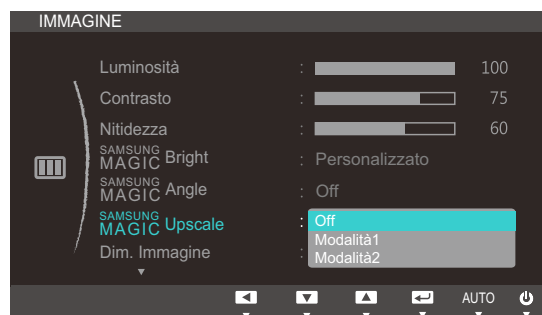 IMMAGINE
Luminosità : 100
Contrasto : 75
Nitidezza : 60
SAMSUNG MAGIC Bright : Personalizzato
SAMSUNG MAGIC Angle : Off
SAMSUNG MAGIC Upscale : Off
Modalità1
Dim. Immagine : Modalità2
AUTO